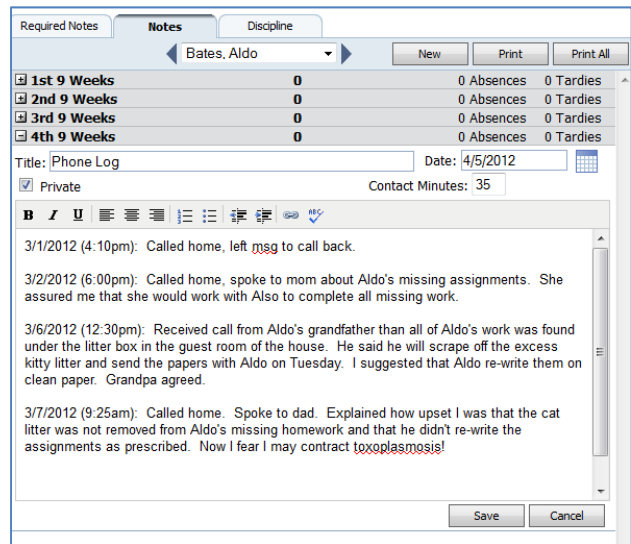 Required Notes Notes Discipline
Bates, Aldo New Print Print All
1st 9 Weeks 0 0 Absences 0 Tardies
2nd 9 Weeks 0 0 Absences 0 Tardies
3rd 9 Weeks 0 0 Absences 0 Tardies
4th 9 Weeks 0 0 Absences 0 Tardies
Title: Phone Log Date: 4/5/2012
Private Contact Minutes: 35
B I U ABC
3/1/2012 (4:10pm): Called home, left msg to call back.
3/2/2012 (6:00pm): Called home, spoke to mom about Aldo's missing assignments. She
assured me that she would work with Also to complete all missing work.
3/6/2012 (12:30pm): Received call from Aldo's grandfather than all of Aldo's work was found
under the litter box in the guest room of the house. He said he will scrape off the excess
kitty litter and send the papers with Aldo on Tuesday. I suggested that Aldo re-write them on
clean paper. Grandpa agreed.
3/7/2012 (9:25am): Called home. Spoke to dad. Explained how upset I was that the cat
litter was not removed from Aldo's missing homework and that he didn't re-write the
assignments as prescribed. Now I fear I may contract toxoplasmosis!
Save Cancel